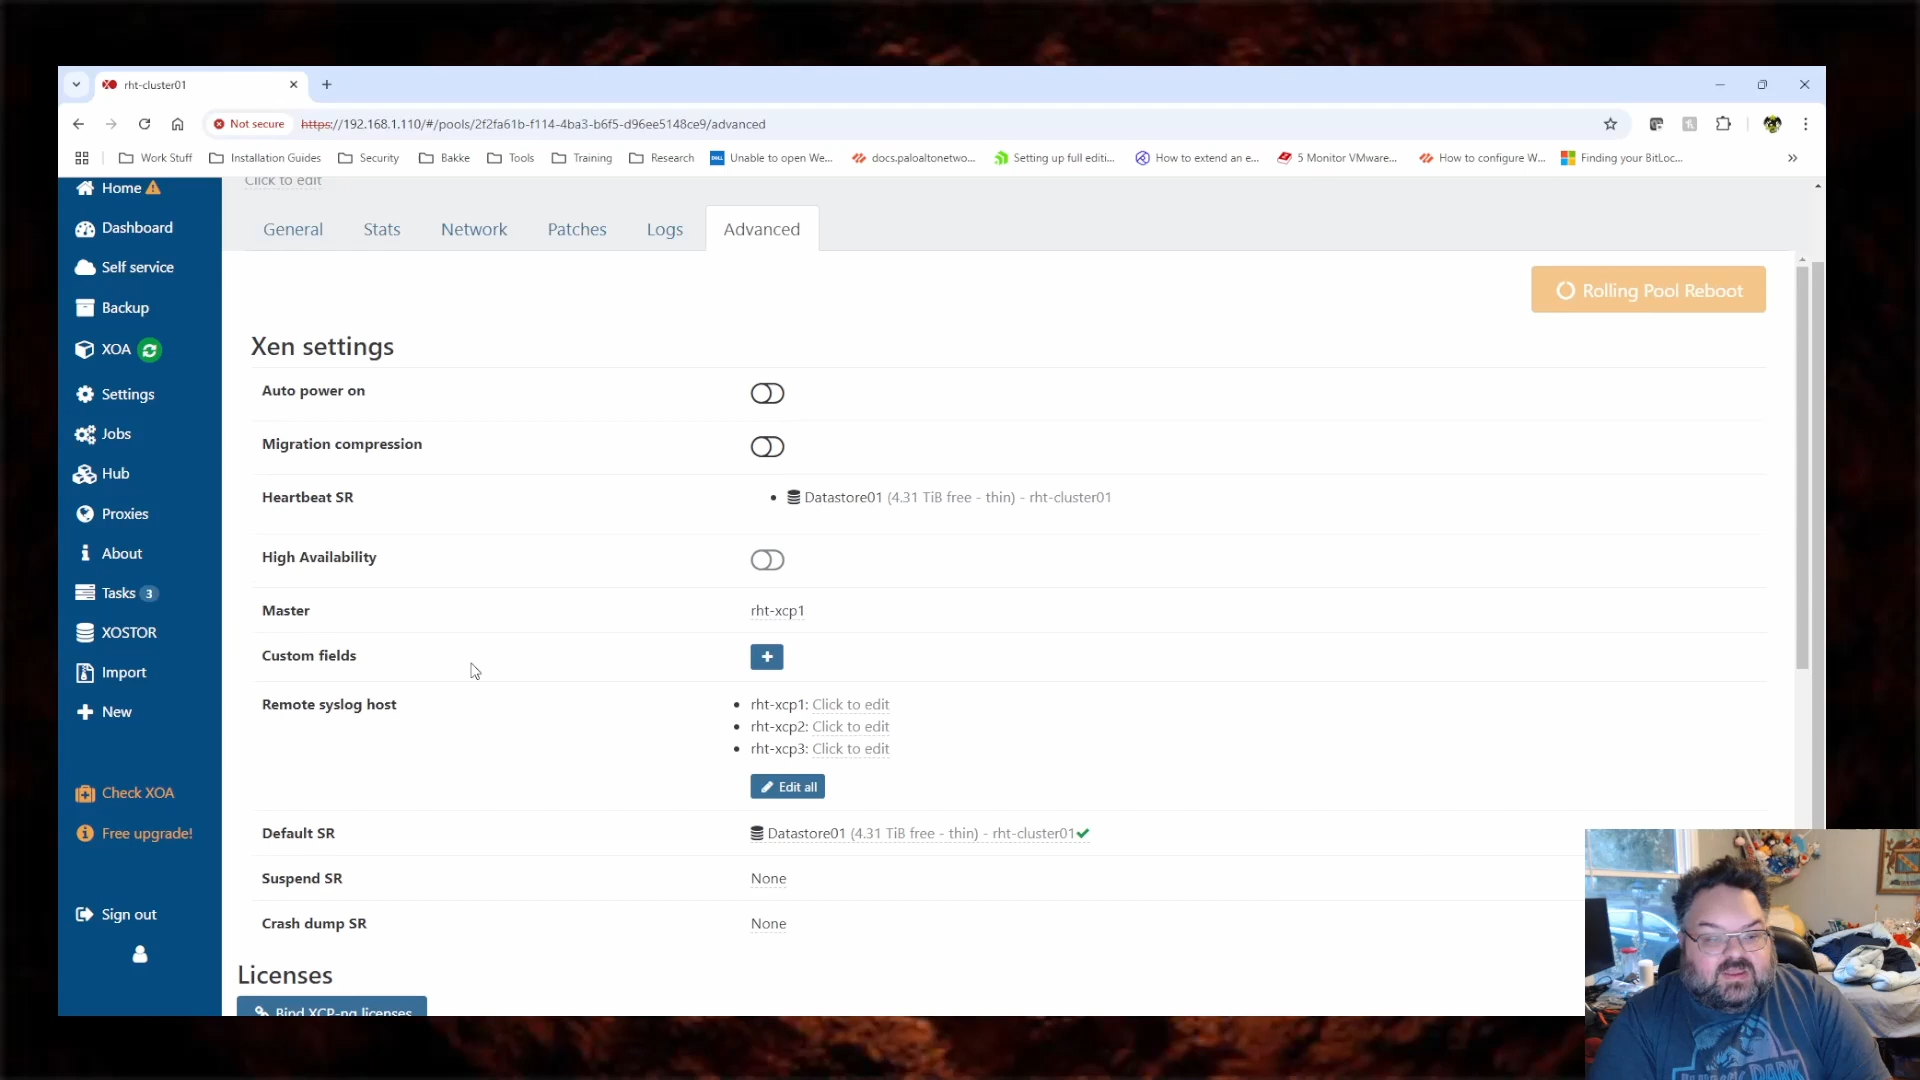 rht-cluster01
Not secure
https://192.168.1.110/#/pools/2f2fa61b-f114-4ba3-b6f5-d96ee5148ce9/advanced
Work Stuff
Installation Guides
Security
Bakke
Tools
Training
Research
Unable to open We...
docs.paloaltonetwo...
Setting up full editi...
How to extend an e...
5 Monitor VMware...
How to configure W...
Finding your BitLoc...
Home
Dashboard
Self service
Backup
XOA
Settings
Jobs
Hub
Proxies
About
Tasks 3
XOSTOR
Import
New
Check XOA
Free upgrade!
Sign out
Click to edit
General
Stats
Network
Patches
Logs
Advanced
Rolling Pool Reboot
Xen settings
Auto power on
Migration compression
Heartbeat SR
Datastore01 (4.31 TiB free - thin) - rht-cluster01
High Availability
Master
rht-xcp1
Custom fields
Remote syslog host
rht-xcp1: Click to edit
rht-xcp2: Click to edit
rht-xcp3: Click to edit
Edit all
Default SR
Datastore01 (4.31 TiB free - thin) - rht-cluster01
Suspend SR
None
Crash dump SR
None
Licenses
Bind XCP-ng licenses